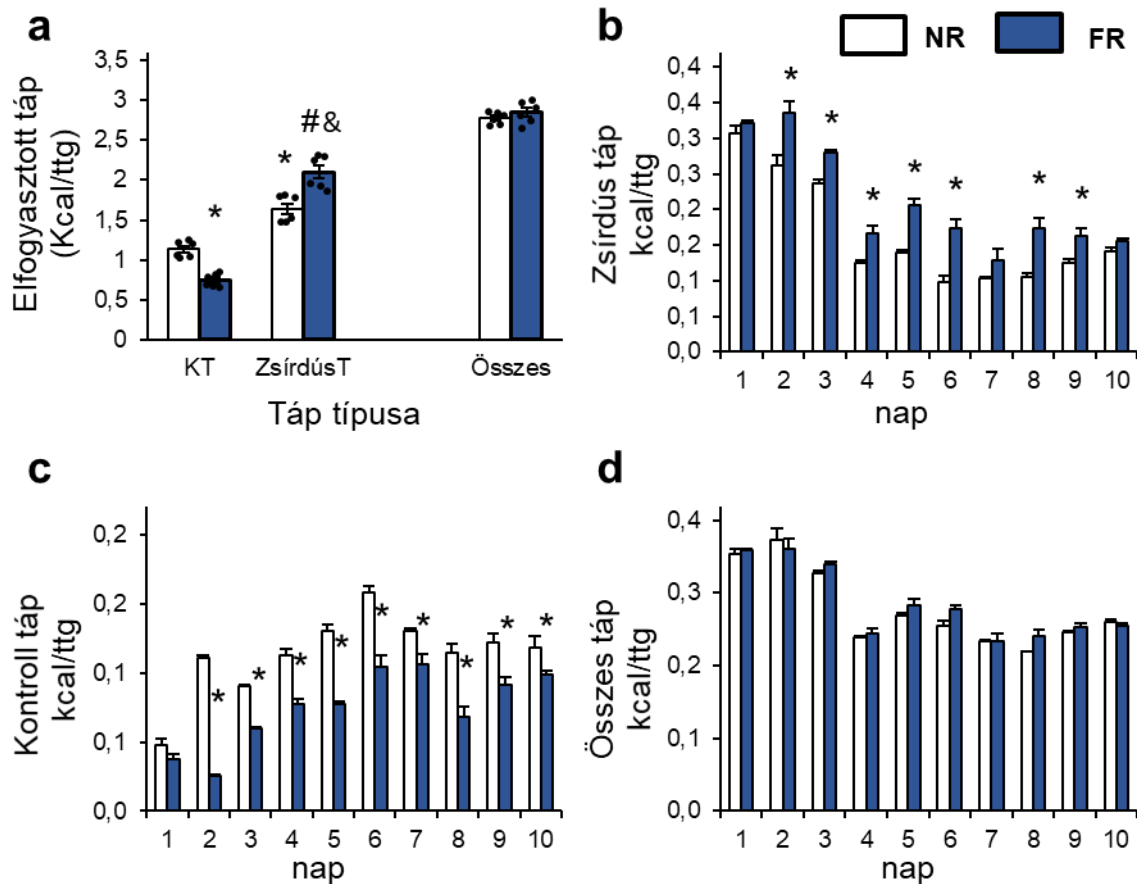 a
Elfogyasztott táp
(Kcal/ttg)
3,5
3
2,5
2
1,5
1
0,5
0
*
*
#&
KT
ZsírdúsT
Összes
Táp típusa
b
NR
FR
Zsírdús táp
kcal/ttg
0,4
0,4
0,3
0,3
0,2
0,2
0,1
0,1
0,0
* * * * * * *
1 2 3 4 5 6 7 8 9 10
nap
c
Kontroll táp
kcal/ttg
0,2
0,2
0,1
0,1
0,0
* * * * * * * * *
1 2 3 4 5 6 7 8 9 10
nap
d
Összes táp
kcal/ttg
0,4
0,3
0,2
0,1
0,0
1 2 3 4 5 6 7 8 9 10
nap